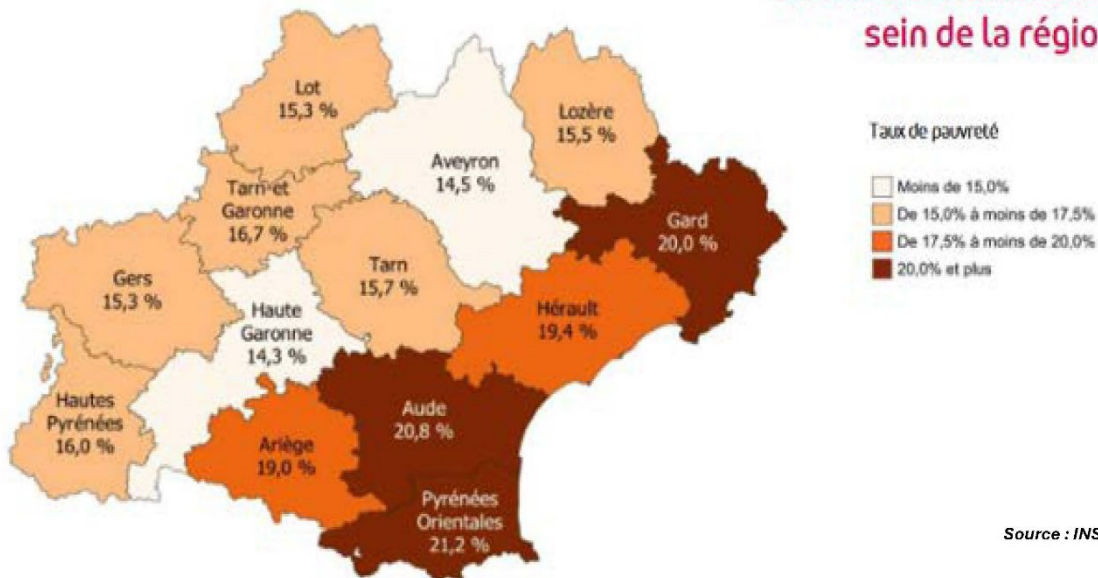 sein de la régio
Taux de pauvreté
Moins de 15,0%
De 15,0% à moins de 17,5%
De 17,5% à moins de 20,0%
20,0% et plus
Lot
15,3 %
Lozère
15,5 %
Aveyron
14,5 %
Tarn-et
Garonne
16,7 %
Gard
20,0 %
Tarn
15,7 %
Gers
15,3 %
Hérault
19,4 %
Haute
Garonne
14,3 %
Hautes
Pyrénées
16,0 %
Aude
20,8 %
Ariège
19,0 %
Pyrénées
Orientales
21,2 %
Source : INS